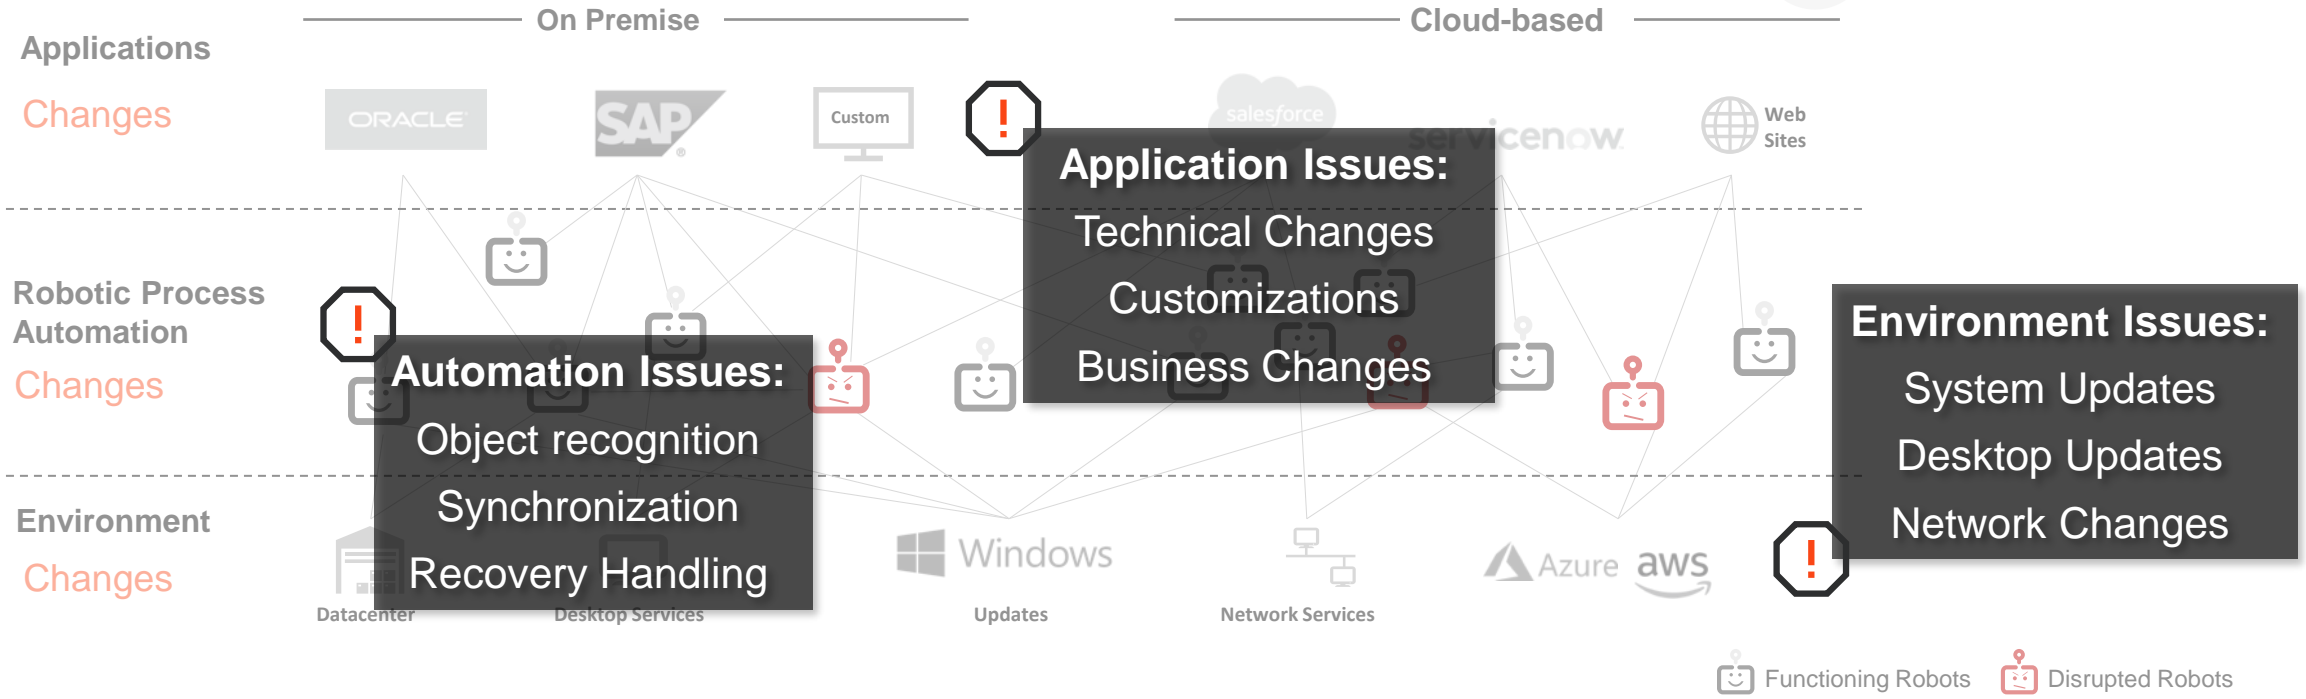 On Premise
Cloud-based
Applications
Changes
ORACLE
SAP
Custom
!
salesforce
servicenow
Web
Sites
Application Issues:
Technical Changes
Customizations
Business Changes
Robotic Process
Automation
Changes
!
Automation Issues:
Object recognition
Synchronization
Recovery Handling
Environment Issues:
System Updates
Desktop Updates
Network Changes
!
Environment
Changes
Windows
Azure
aws
Datacenter
Desktop Services
Updates
Network Services
Functioning Robots
Disrupted Robots